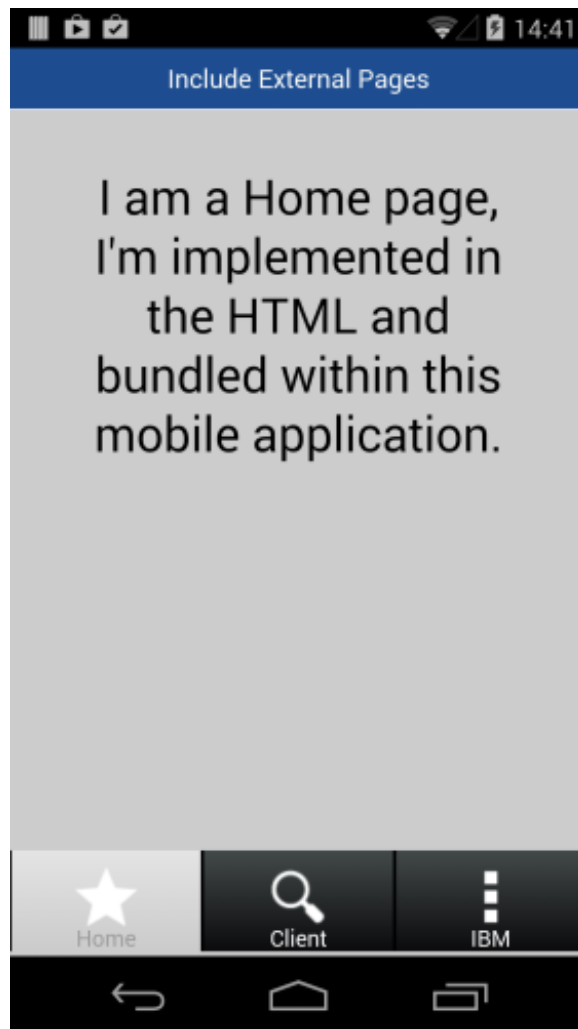 14:41
Include External Pages
I am a Home page,
I'm implemented in
the HTML and
bundled within this
mobile application.
Home
Client
IBM